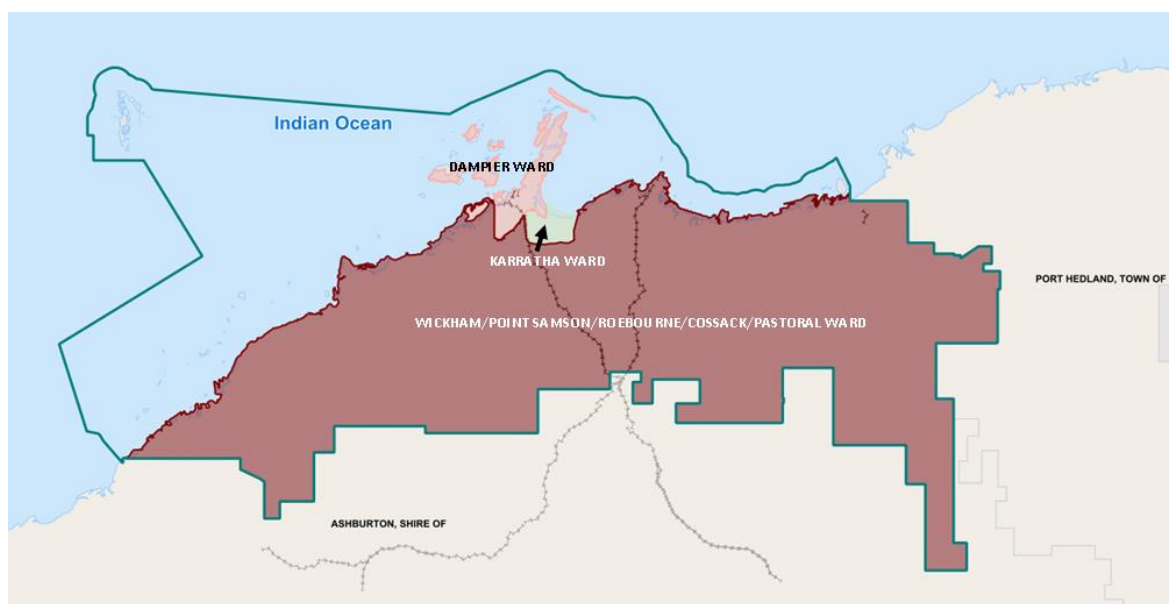 Indian Ocean
DAMPIER WARD
KARRATHA WARD
PORT HEDLAND, TOWN OF
WICKHAM/POINT SAMSON/ROEBOURNE/COSSACK/PASTORAL WARD
ASHBURTON, SHIRE OF